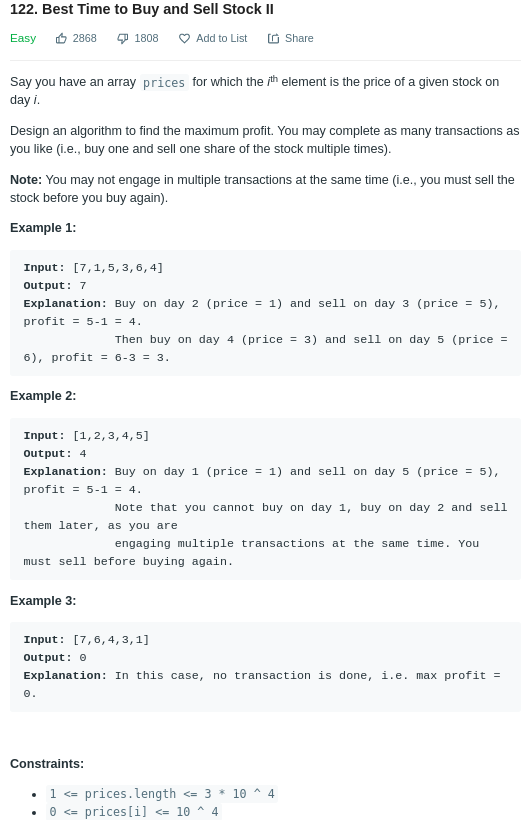 122. Best Time to Buy and Sell Stock II
Easy 2868 1808 Add to List Share
Say you have an array prices for which the ith element is the price of a given stock on
day i.
Design an algorithm to find the maximum profit. You may complete as many transactions as
you like (i.e., buy one and sell one share of the stock multiple times).
Note: You may not engage in multiple transactions at the same time (i.e., you must sell the
stock before you buy again).
Example 1:
Input: [7,1,5,3,6,4]
Output: 7
Explanation: Buy on day 2 (price = 1) and sell on day 3 (price = 5),
profit = 5-1 = 4.
Then buy on day 4 (price = 3) and sell on day 5 (price =
6), profit = 6-3 = 3.
Example 2:
Input: [1,2,3,4,5]
Output: 4
Explanation: Buy on day 1 (price = 1) and sell on day 5 (price = 5),
profit = 5-1 = 4.
Note that you cannot buy on day 1, buy on day 2 and sell
them later, as you are
engaging multiple transactions at the same time. You
must sell before buying again.
Example 3:
Input: [7,6,4,3,1]
Output: 0
Explanation: In this case, no transaction is done, i.e. max profit =
0.
Constraints:
• 1 <= prices.length <= 3 * 10 ^ 4
• 0 <= prices[i] <= 10 ^ 4